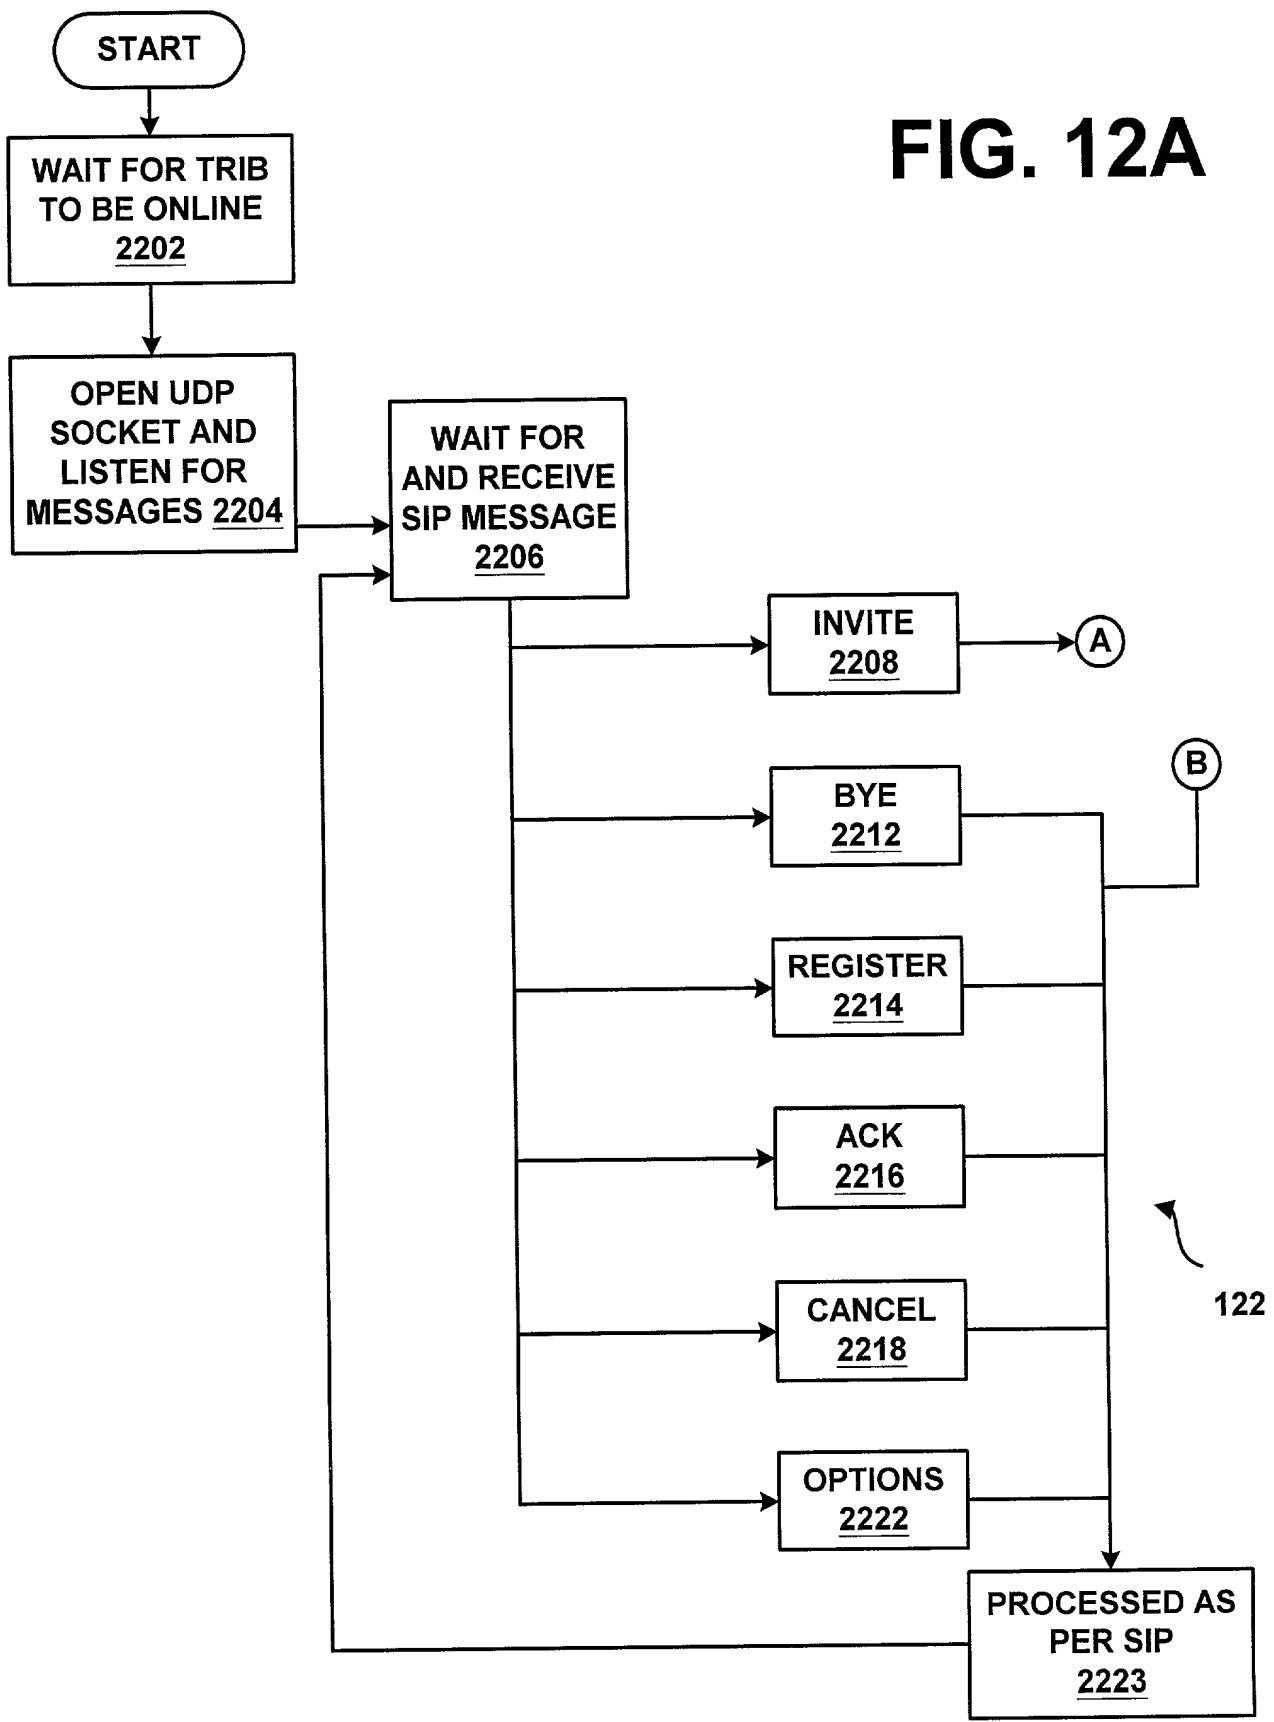 START
FIG. 12A
WAIT FOR TRIB
TO BE ONLINE
2202
OPEN UDP
SOCKET AND
LISTEN FOR
MESSAGES 2204
WAIT FOR
AND RECEIVE
SIP MESSAGE
2206
INVITE
2208
A
B
BYE
2212
REGISTER
2214
ACK
2216
122
CANCEL
2218
OPTIONS
2222
PROCESSED AS
PER SIP
2223